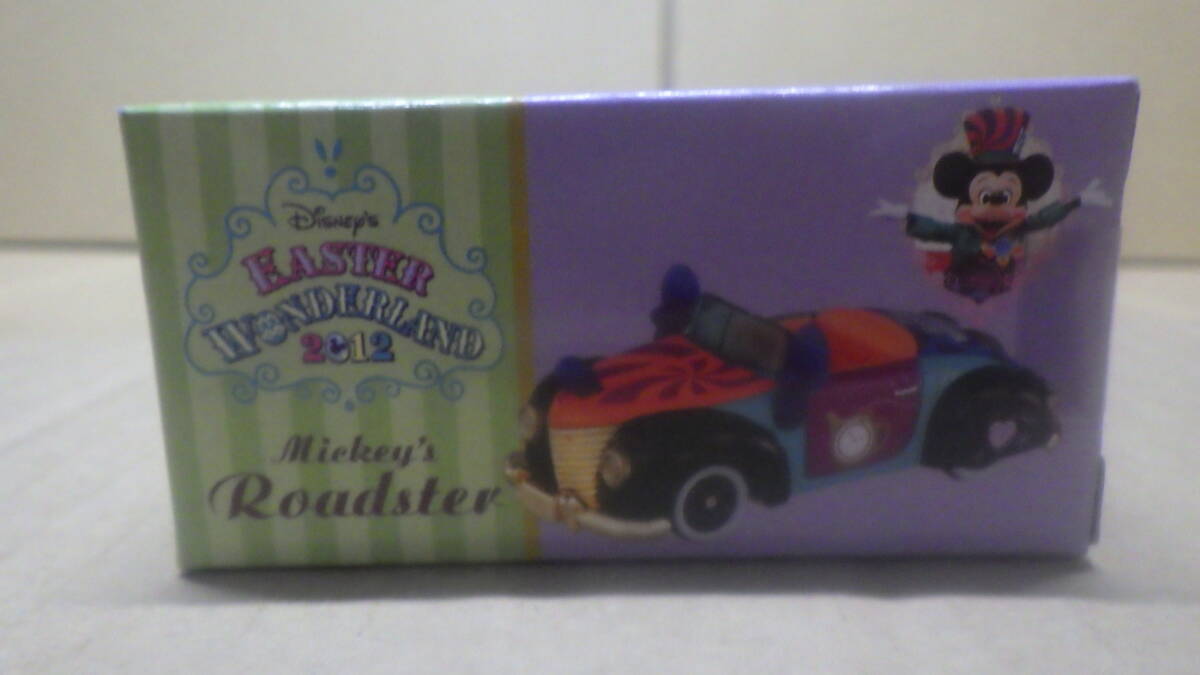 Disney's
EASTER
WONDERLAND
2012
Mickey's
Roadster